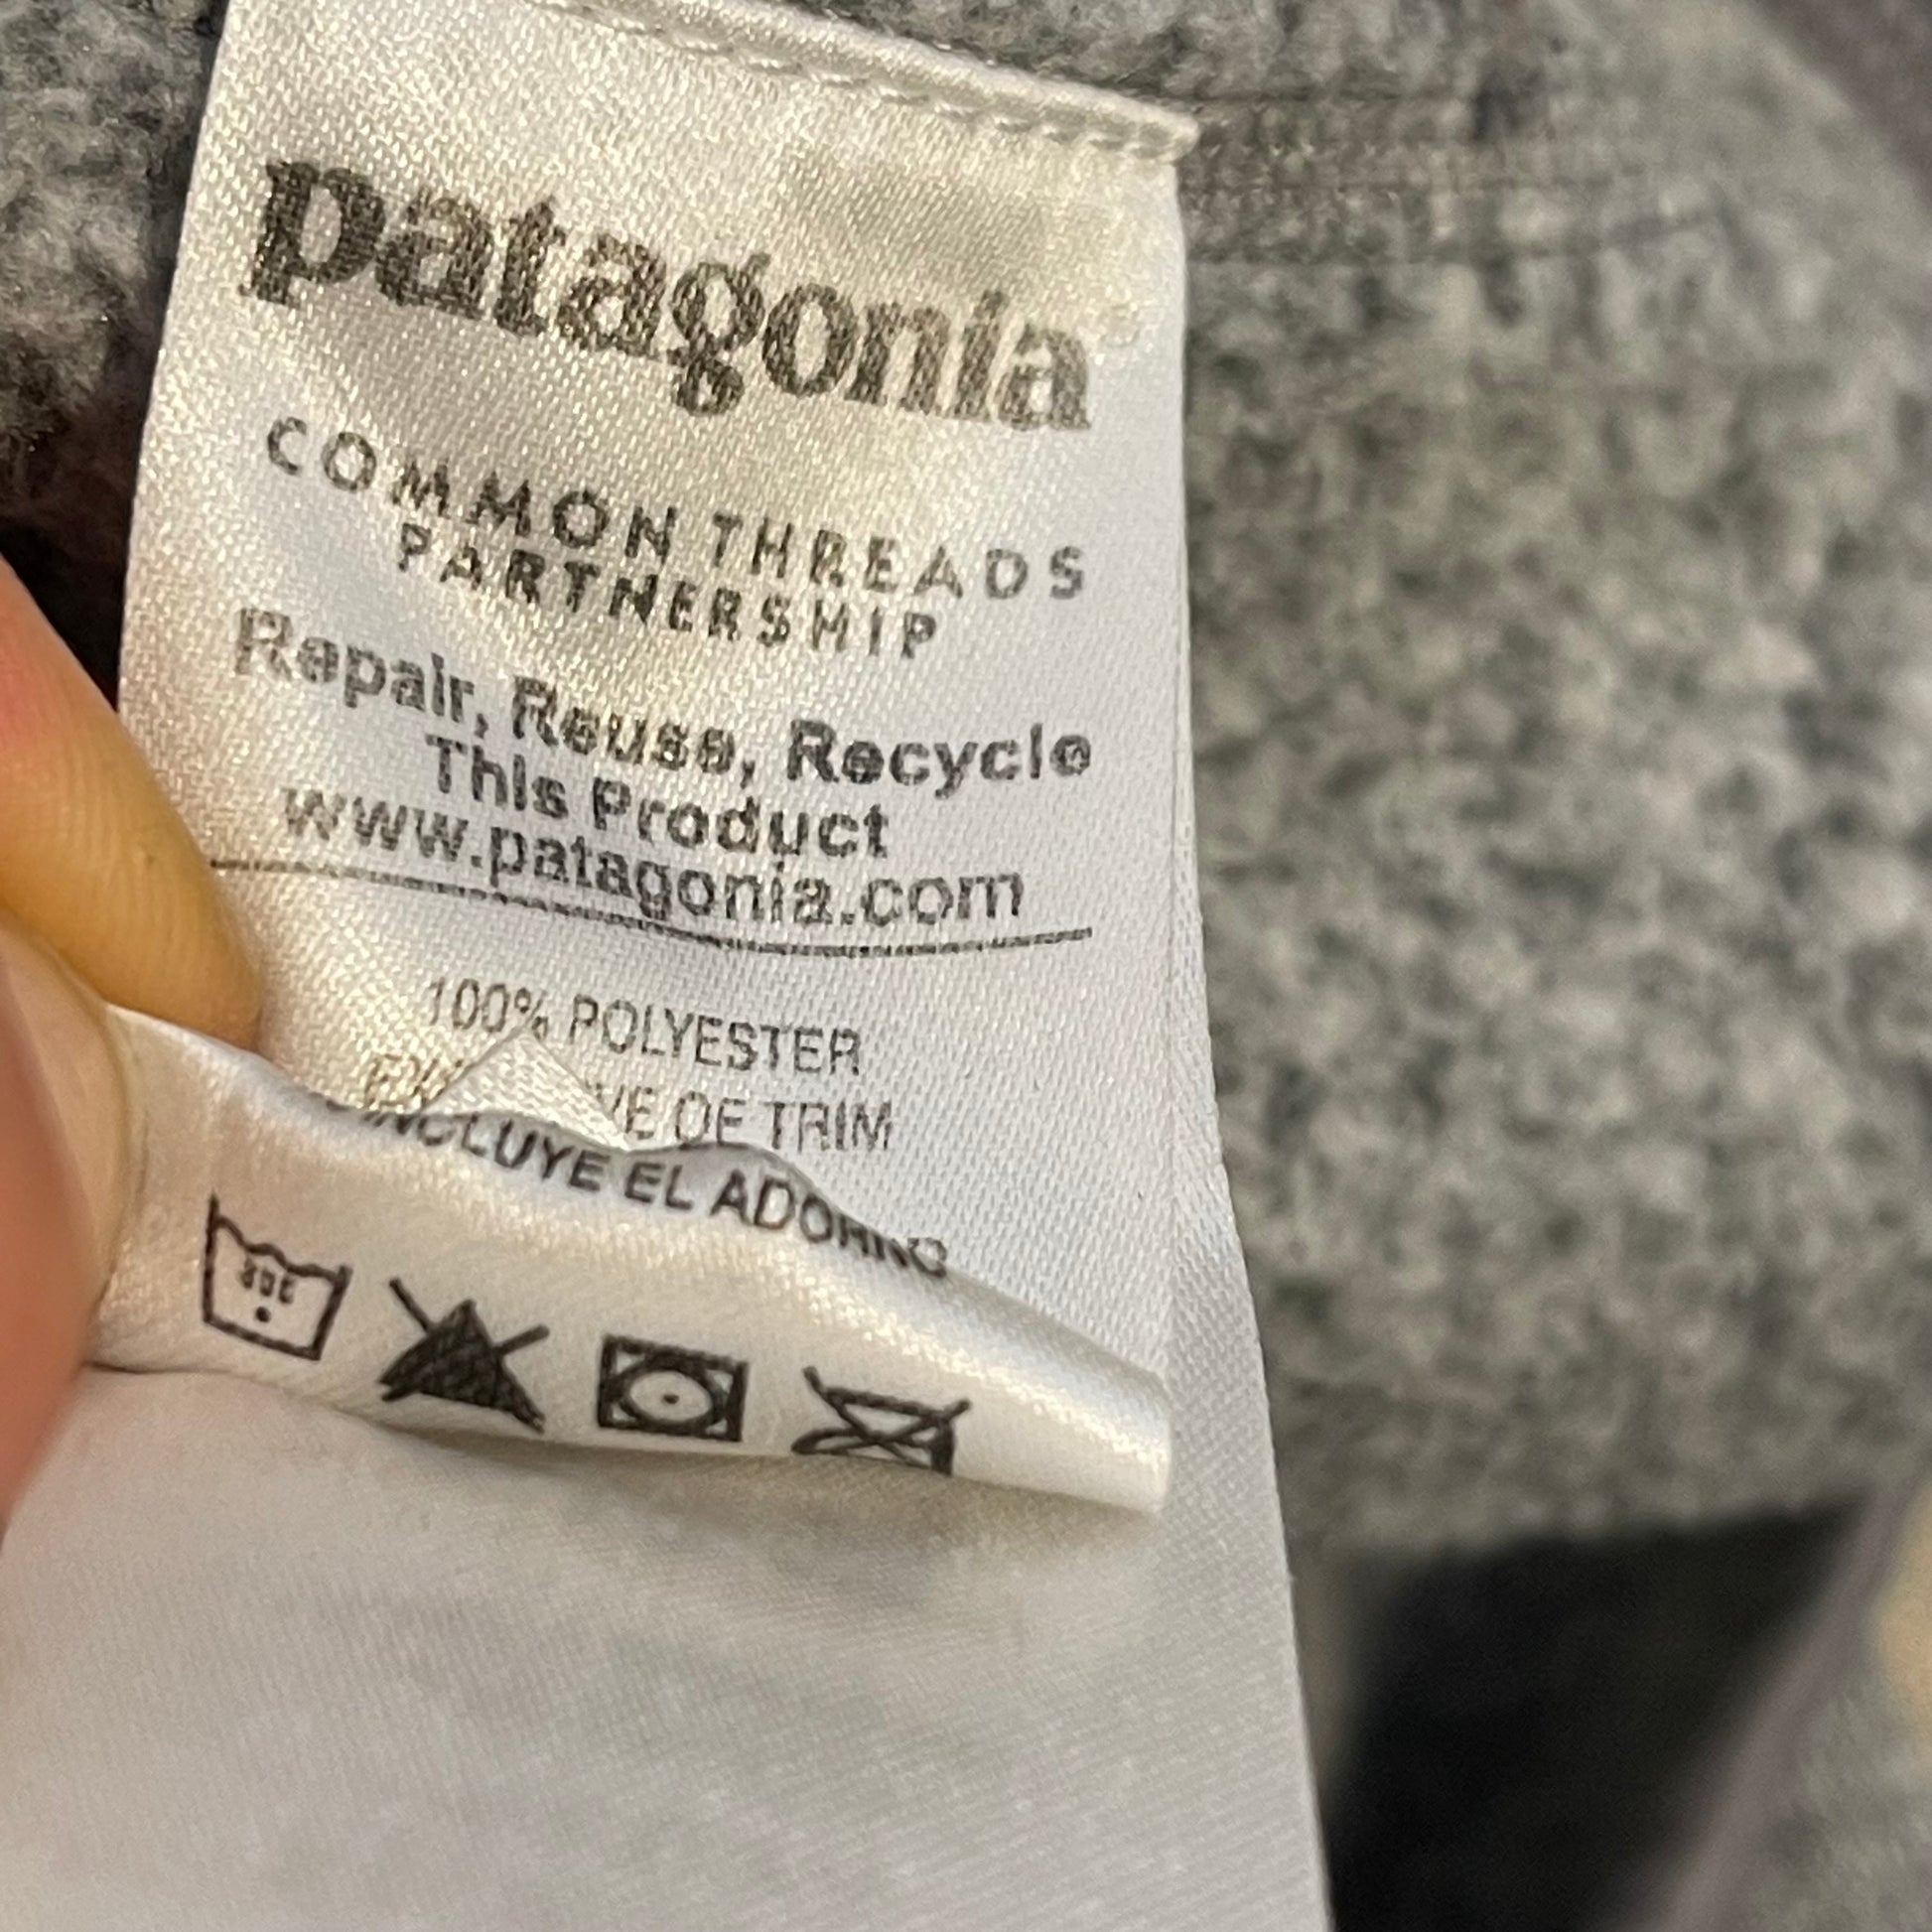 patagonia
COMMON THREADS
PARTNERSHIP
Repair, Reuse, Recycle
This Product
www.patagonia.com
100% POLYESTER
OF TRIM
INCLUYE EL ADORNO